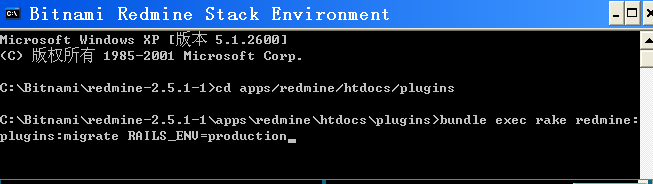 Bitnami Redmine Stack Environment
Microsoft Windows XP [版本 5.1.2600]
(C) 版权所有 1985-2001 Microsoft Corp.
C:\Bitnami\redmine-2.5.1-1>cd apps/redmine/htdocs/plugins
C:\Bitnami\redmine-2.5.1-1\apps\redmine\htdocs\plugins>bundle exec rake redmine:
plugins:migrate RAILS_ENV=production_